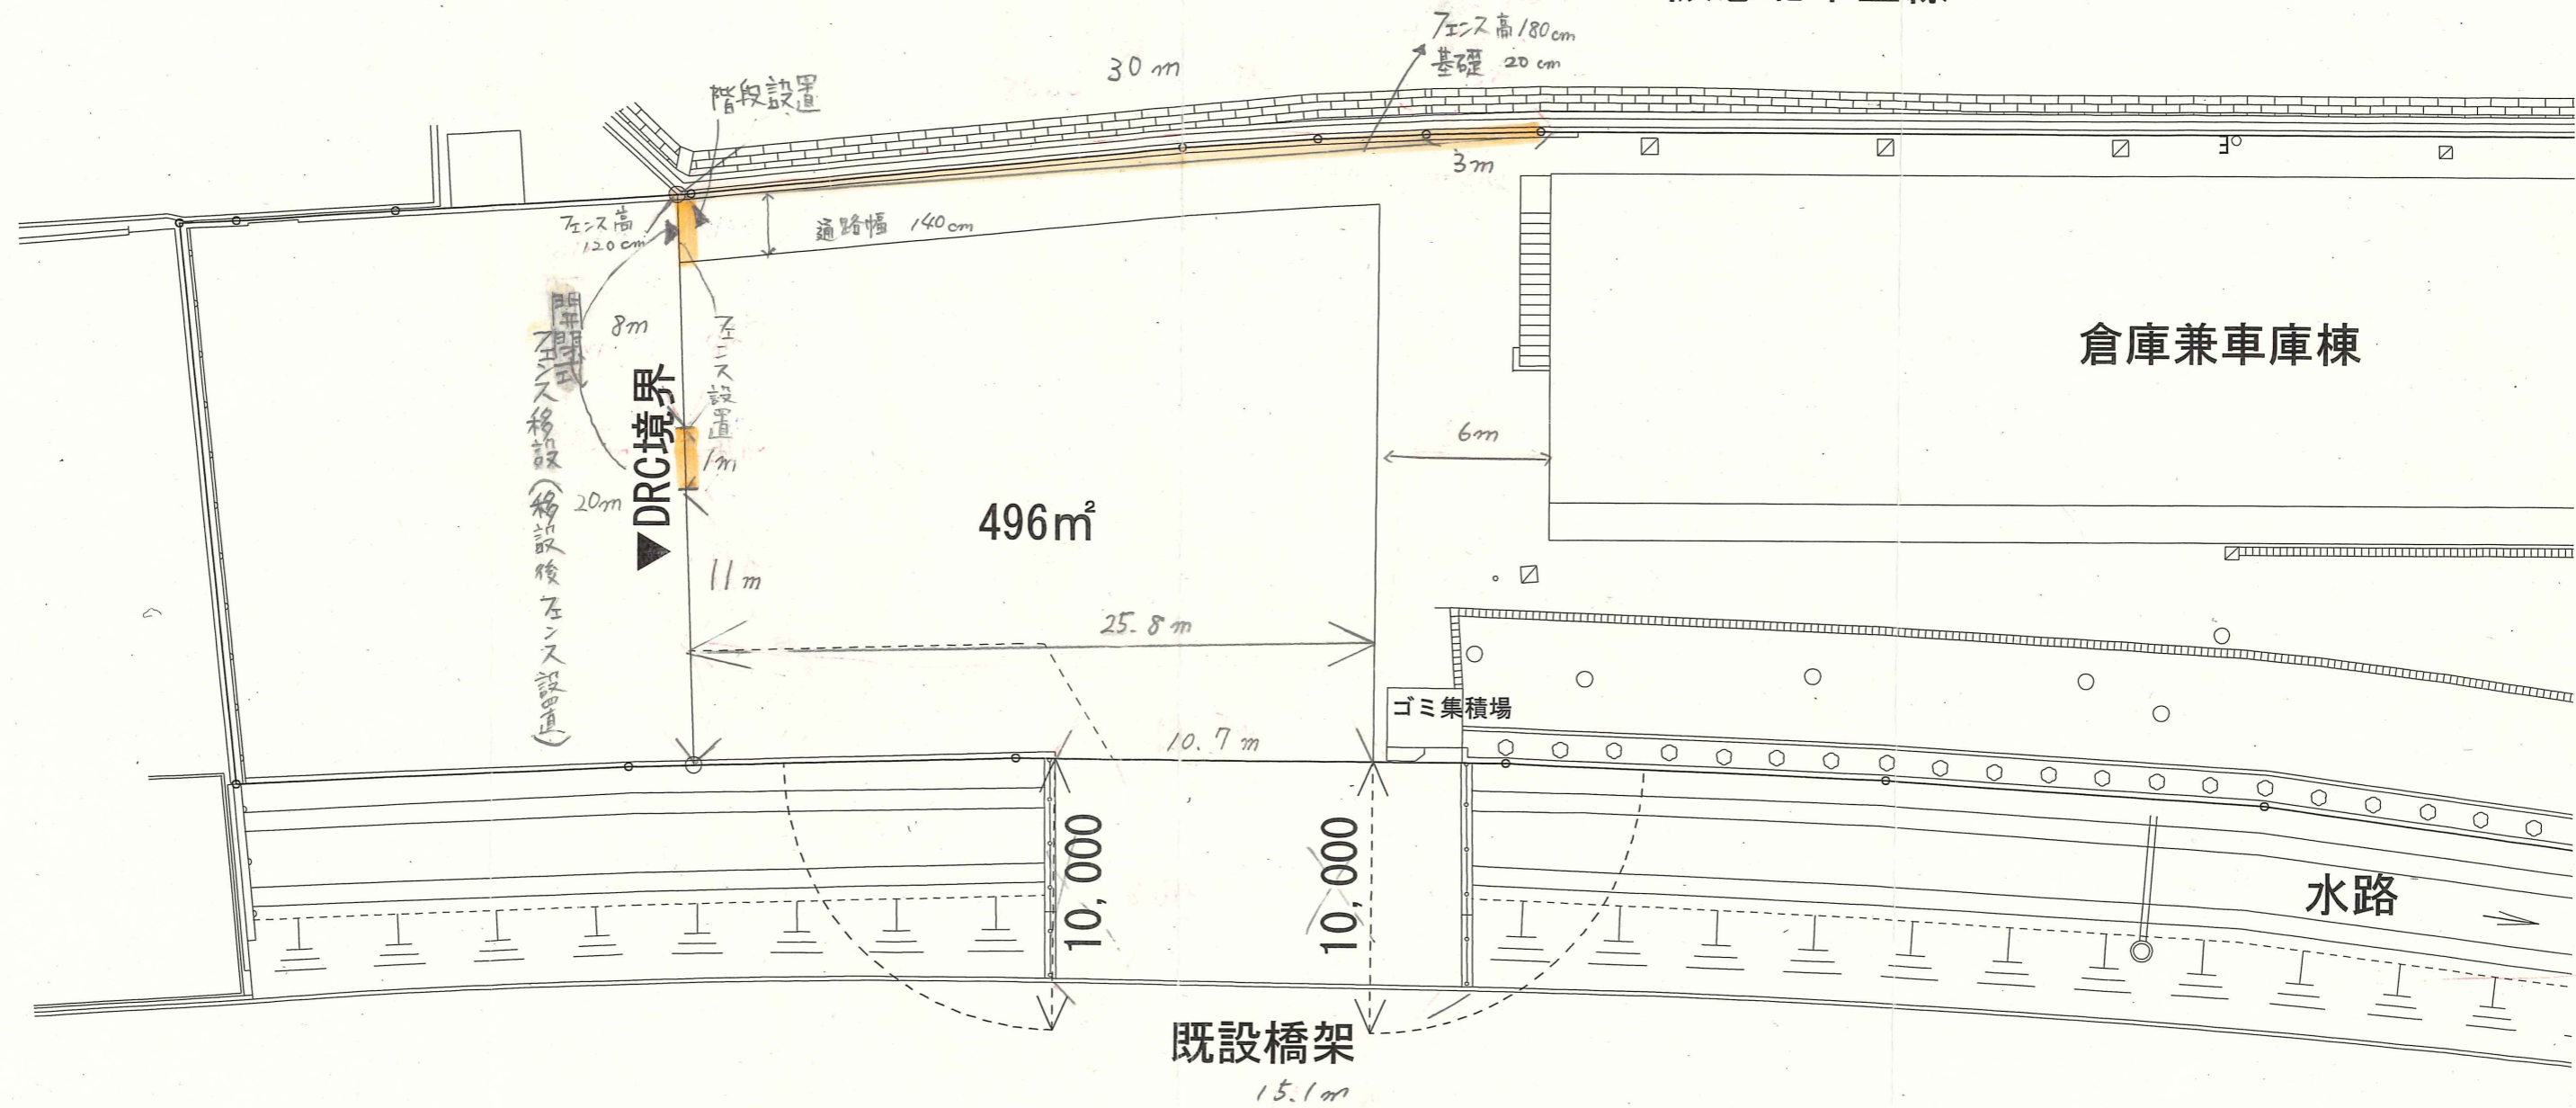 フェンス高180cm
基礎 20cm
30m
階段設置
3m
フェンス高
120cm
通路幅 140cm
開閉式
フェンス移設(移設後フェンス設置)
8m
フェンス設置
▼DRC境界
1m
20m
11m
496㎡
6m
倉庫兼車庫棟
25.8m
ゴミ集積場
10.7m
10,000
10,000
水路
既設橋架
15.1m